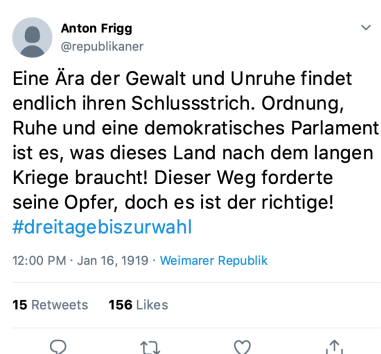 Anton Frigg
@republikaner
Eine Ära der Gewalt und Unruhe findet
endlich ihren Schlussstrich. Ordnung,
Ruhe und eine demokratisches Parlament
ist es, was dieses Land nach dem langen
Kriege braucht! Dieser Weg forderte
seine Opfer, doch es ist der richtige!
#dreitagebiszurwahl
12:00 PM · Jan 16, 1919 · Weimarer Republik
15 Retweets 156 Likes